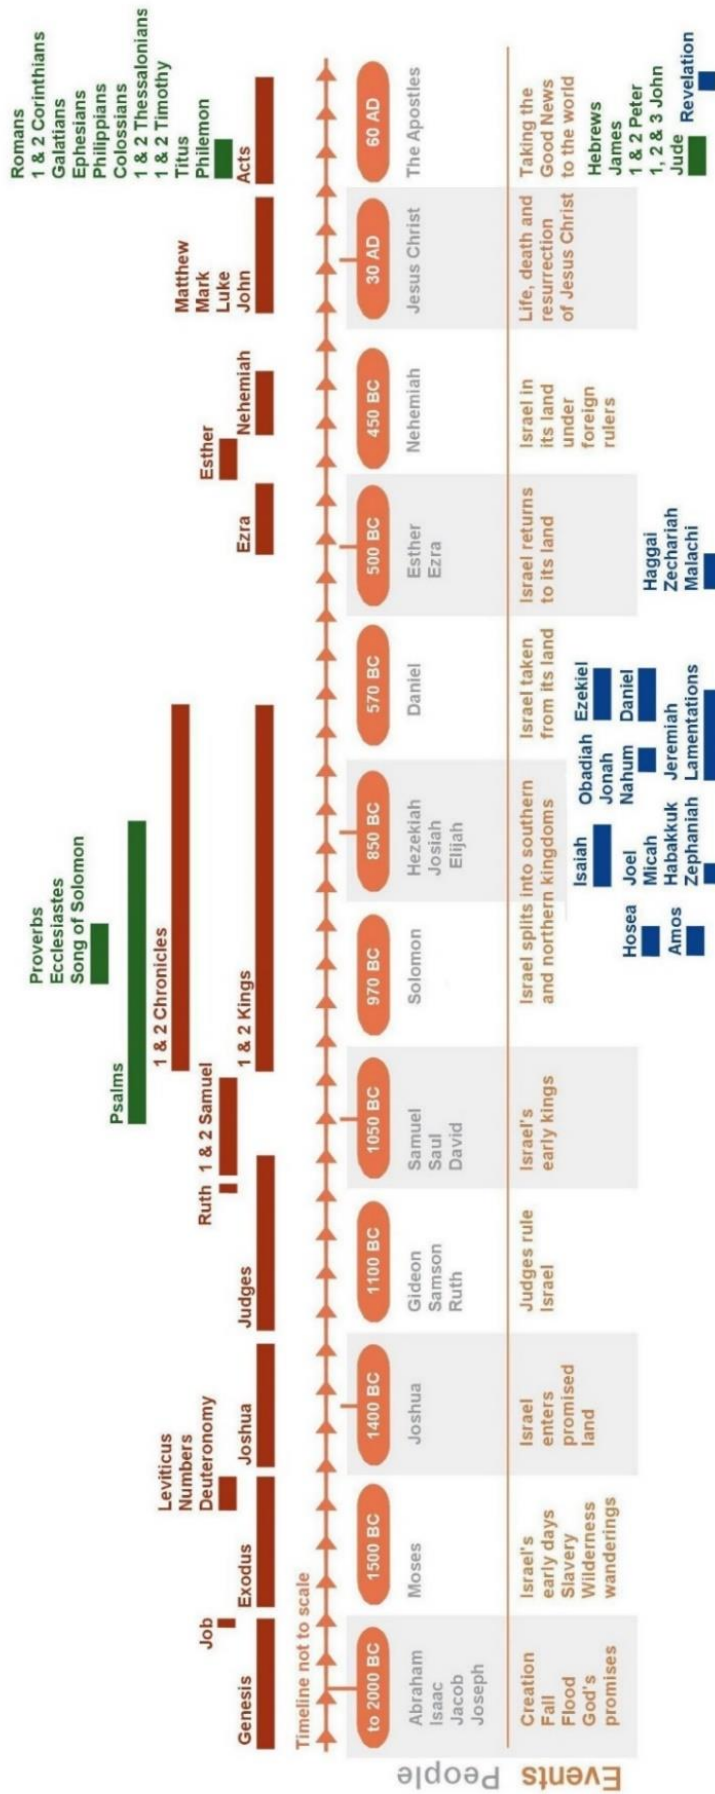 Romans
1 & 2 Corinthians
Galatians
Ephesians
Philippians
Colossians
1 & 2 Thessalonians
1 & 2 Timothy
Titus
Philemon
Proverbs
Ecclesiastes
Song of Solomon
Psalms
1 & 2 Chronicles
Matthew
Mark
Luke
John
Leviticus
Numbers
Deuteronomy
Job
Ruth
1 & 2 Samuel
Esther
Genesis
Exodus
Joshua
Judges
1 & 2 Kings
Ezra
Nehemiah
Acts
Timeline not to scale
to 2000 BC
1500 BC
1400 BC
1100 BC
1050 BC
970 BC
850 BC
570 BC
500 BC
450 BC
30 AD
60 AD
People
Abraham
Isaac
Jacob
Joseph
Moses
Joshua
Gideon
Samson
Ruth
Samuel
Saul
David
Solomon
Hezekiah
Josiah
Elijah
Daniel
Esther
Ezra
Nehemiah
Jesus Christ
The Apostles
Events
Creation
Fall
Flood
God's
promises
Israel's
early days
Slavery
Wilderness
wanderings
Israel
enters
promised
land
Judges rule
Israel
Israel's
early kings
Israel splits into southern
and northern kingdoms
Israel taken
from its land
Israel returns
to its land
Israel in
its land
under
foreign
rulers
Life, death and
resurrection
of Jesus Christ
Taking the
Good News
to the world
Hosea
Amos
Isaiah
Joel
Micah
Habakkuk
Zephaniah
Obadiah
Jonah
Nahum
Jeremiah
Lamentations
Ezekiel
Daniel
Haggai
Zechariah
Malachi
Hebrews
James
1 & 2 Peter
1, 2 & 3 John
Jude
Revelation